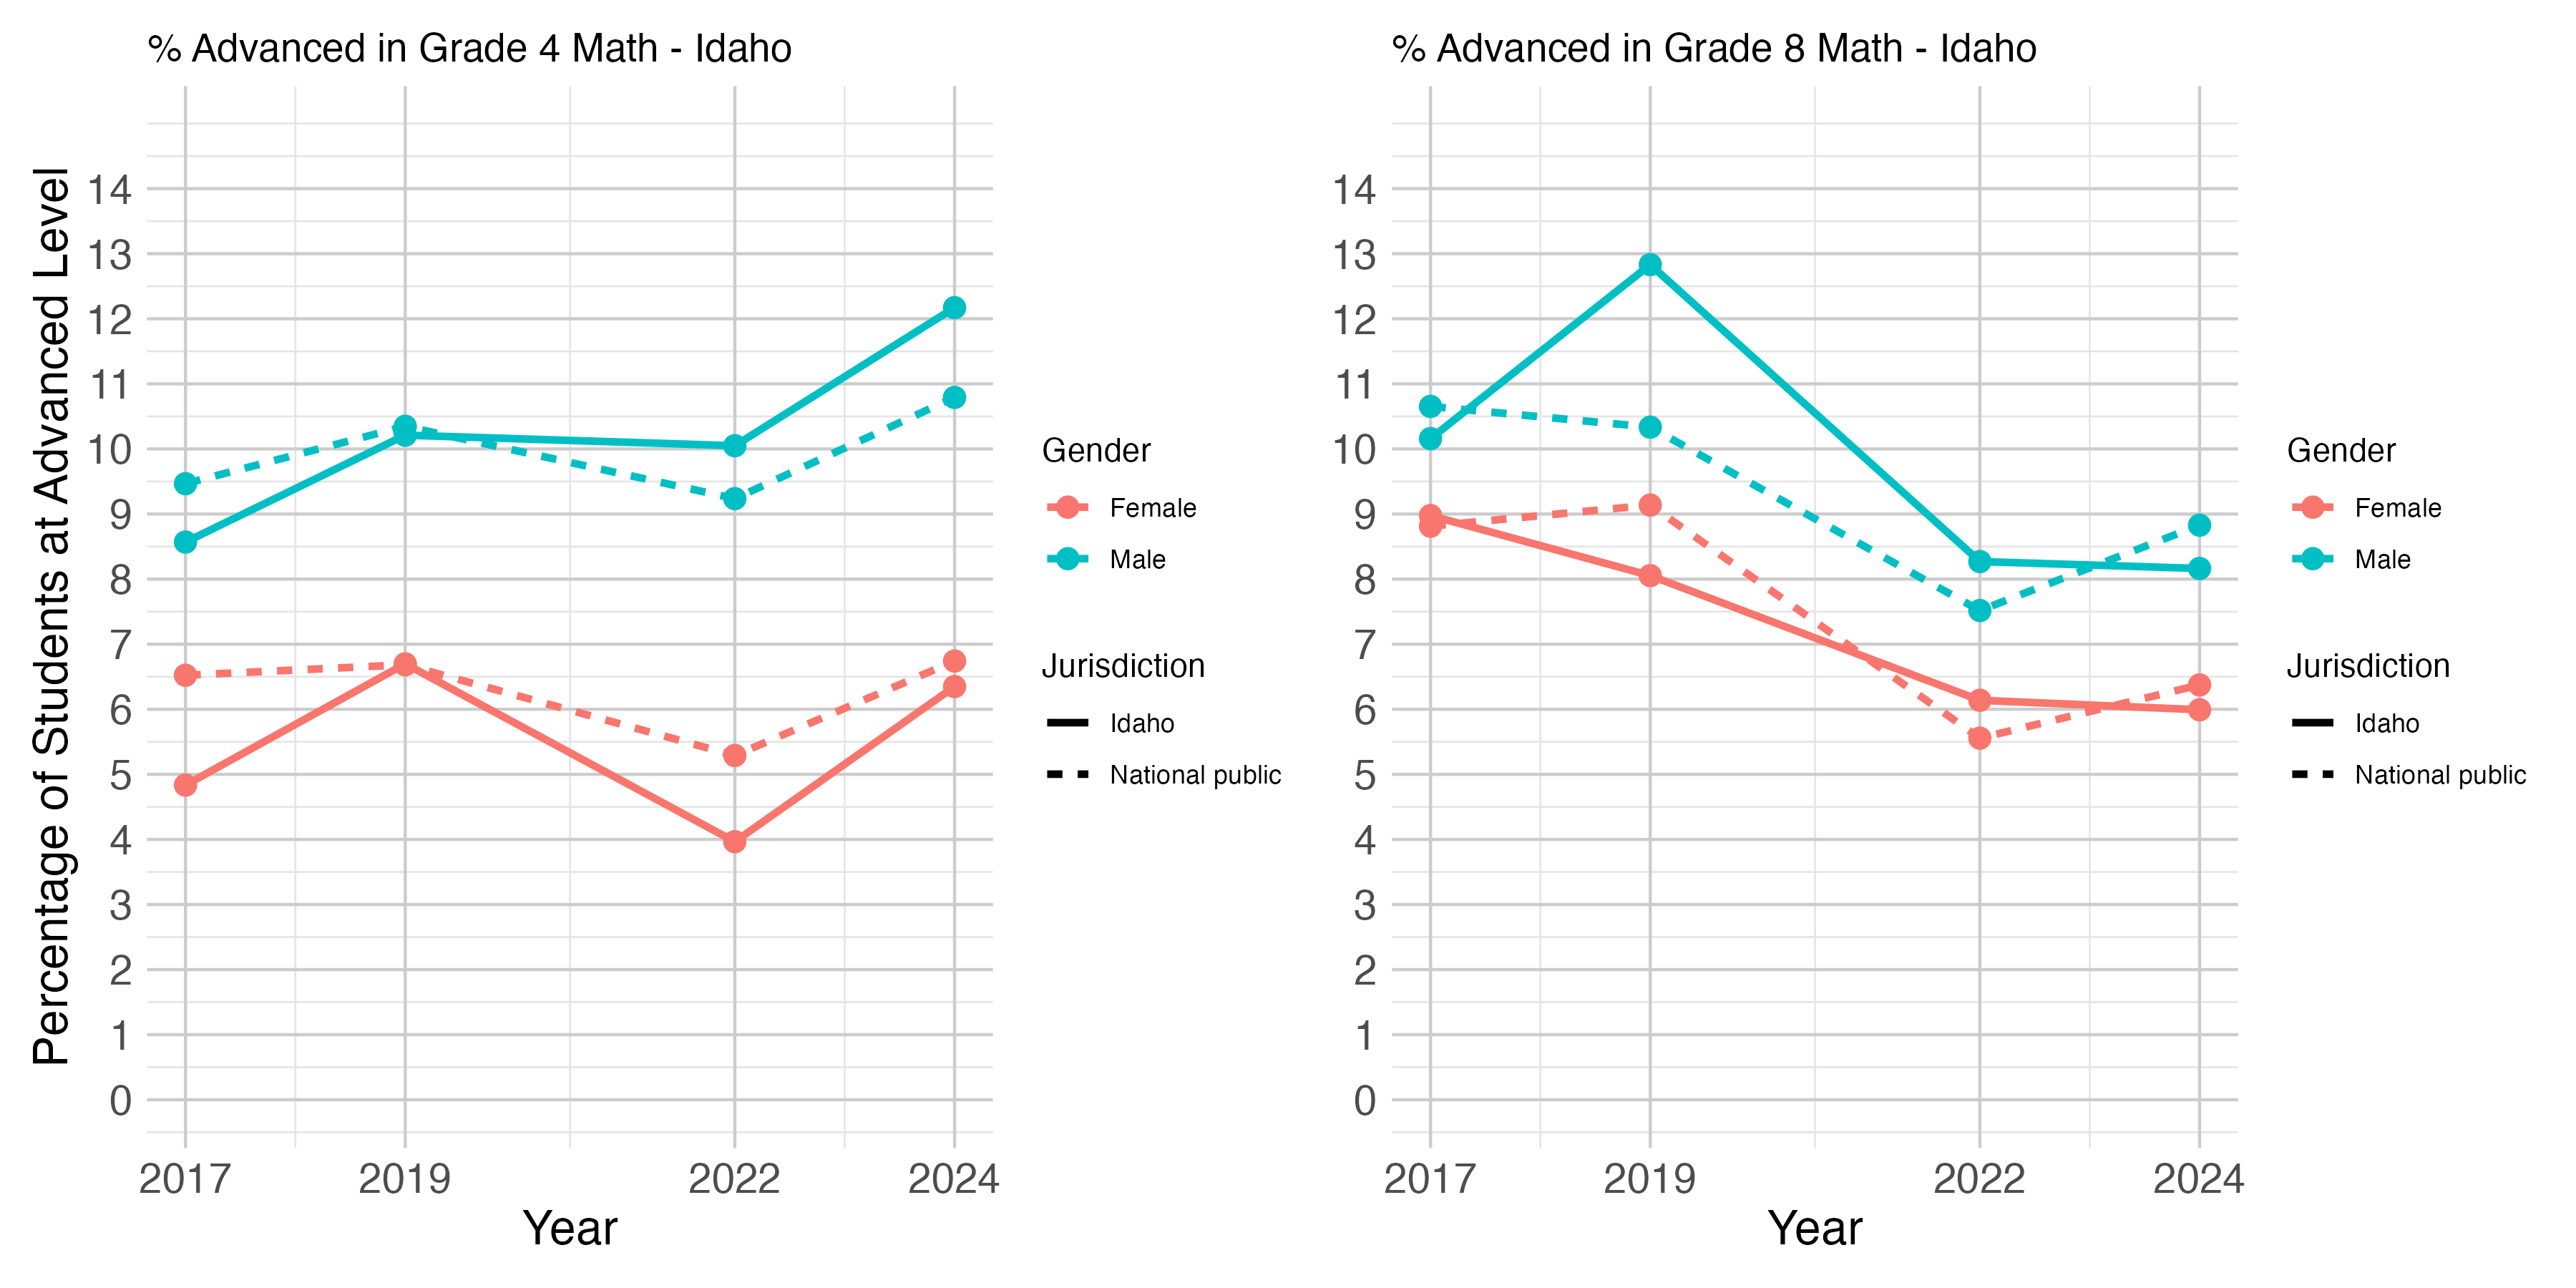 % Advanced in Grade 4 Math - Idaho
Percentage of Students at Advanced Level
14
13
12
11
10
9
8
7
6
5
4
3
2
1
0
2017 2019 2022 2024
Year
Gender
Female
Male
Jurisdiction
Idaho
National public
% Advanced in Grade 8 Math - Idaho
14
13
12
11
10
9
8
7
6
5
4
3
2
1
0
2017 2019 2022 2024
Year
Gender
Female
Male
Jurisdiction
Idaho
National public